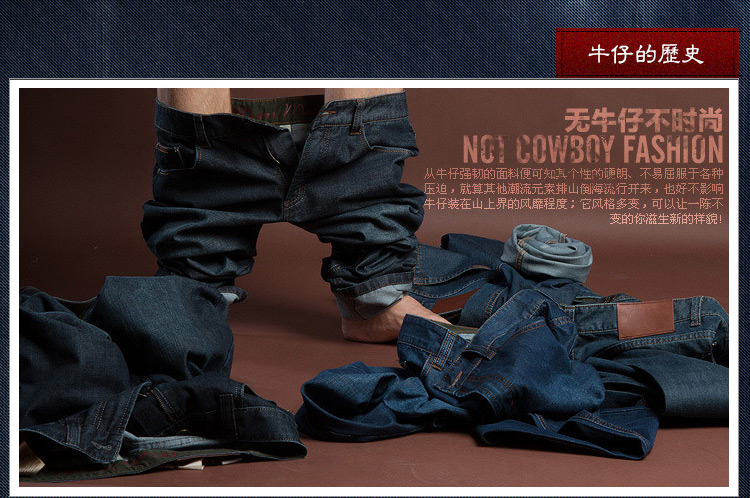 牛仔的歷史
无牛仔不时尚
NOT COWBOY FASHION
从牛仔强韧的面料便可知其个性的硬朗、不易屈服于各种
压迫，就算其他潮流元素排山倒海流行开来，也好不影响
牛仔装在山上界的风靡程度；它风格多变，可以让一陈不
变的你滋生新的样貌!